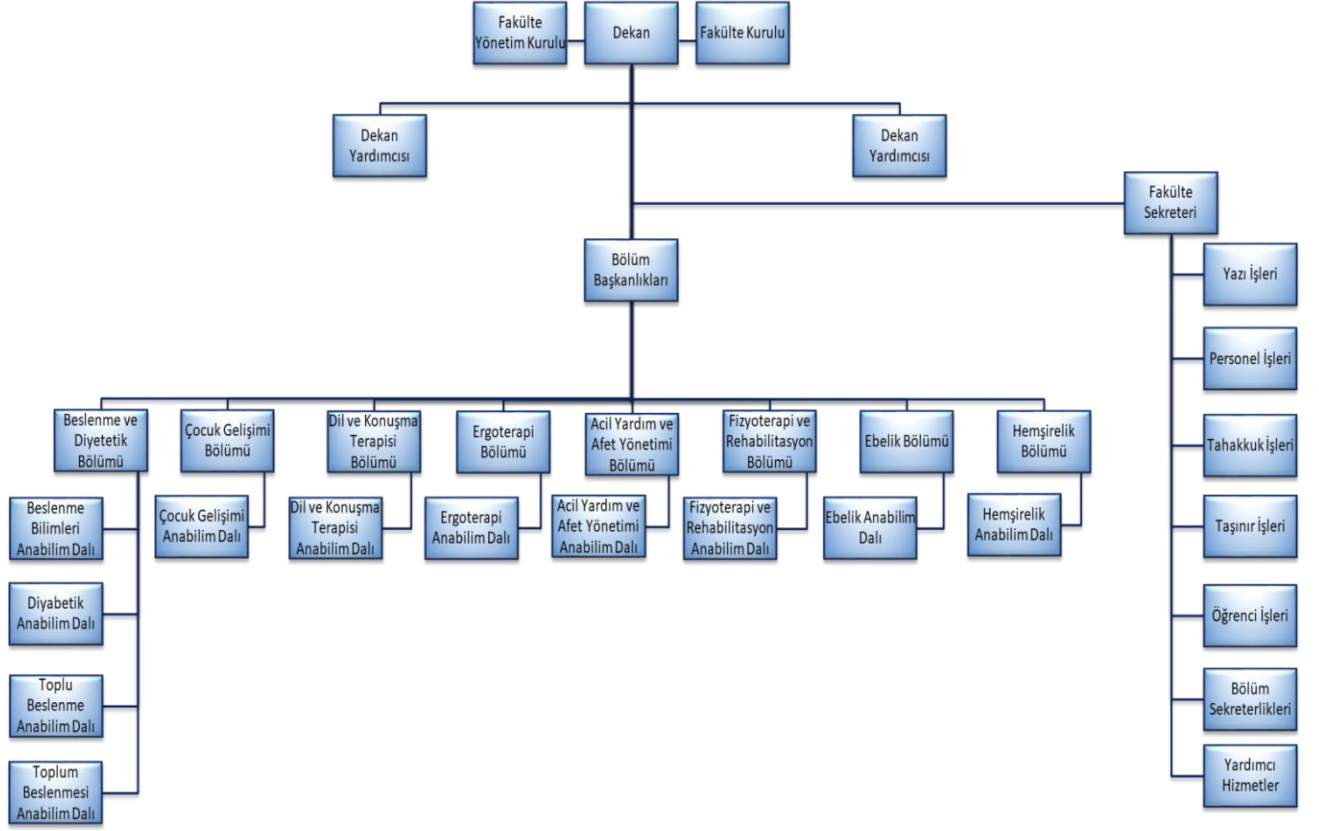 Fakülte
Yönetim Kurulu
Dekan
Fakülte Kurulu
Dekan
Yardımcısı
Dekan
Yardımcısı
Fakülte
Sekreteri
Bölüm
Başkanlıkları
Yazı İşleri
Personel İşleri
Tahakkuk İşleri
Taşınır İşleri
Öğrenci İşleri
Bölüm
Sekreterlikleri
Yardımcı
Hizmetler
Beslenme ve
Diyetetik
Bölümü
Çocuk Gelişimi
Bölümü
Dil ve Konuşma
Terapisi
Bölümü
Ergoterapi
Bölümü
Acil Yardım ve
Afet Yönetimi
Bölümü
Fizyoterapi ve
Rehabilitasyon
Bölümü
Ebelik Bölümü
Hemşirelik
Bölümü
Beslenme
Bilimleri
Anabilim Dalı
Çocuk Gelişimi
Anabilim Dalı
Dil ve Konuşma
Terapisi
Anabilim Dalı
Ergoterapi
Anabilim Dalı
Acil Yardım ve
Afet Yönetimi
Anabilim Dalı
Fizyoterapi ve
Rehabilitasyon
Anabilim Dalı
Ebelik Anabilim
Dalı
Hemşirelik
Anabilim Dalı
Diyabetik
Anabilim Dalı
Toplu
Beslenme
Anabilim Dalı
Toplum
Beslenmesi
Anabilim Dalı